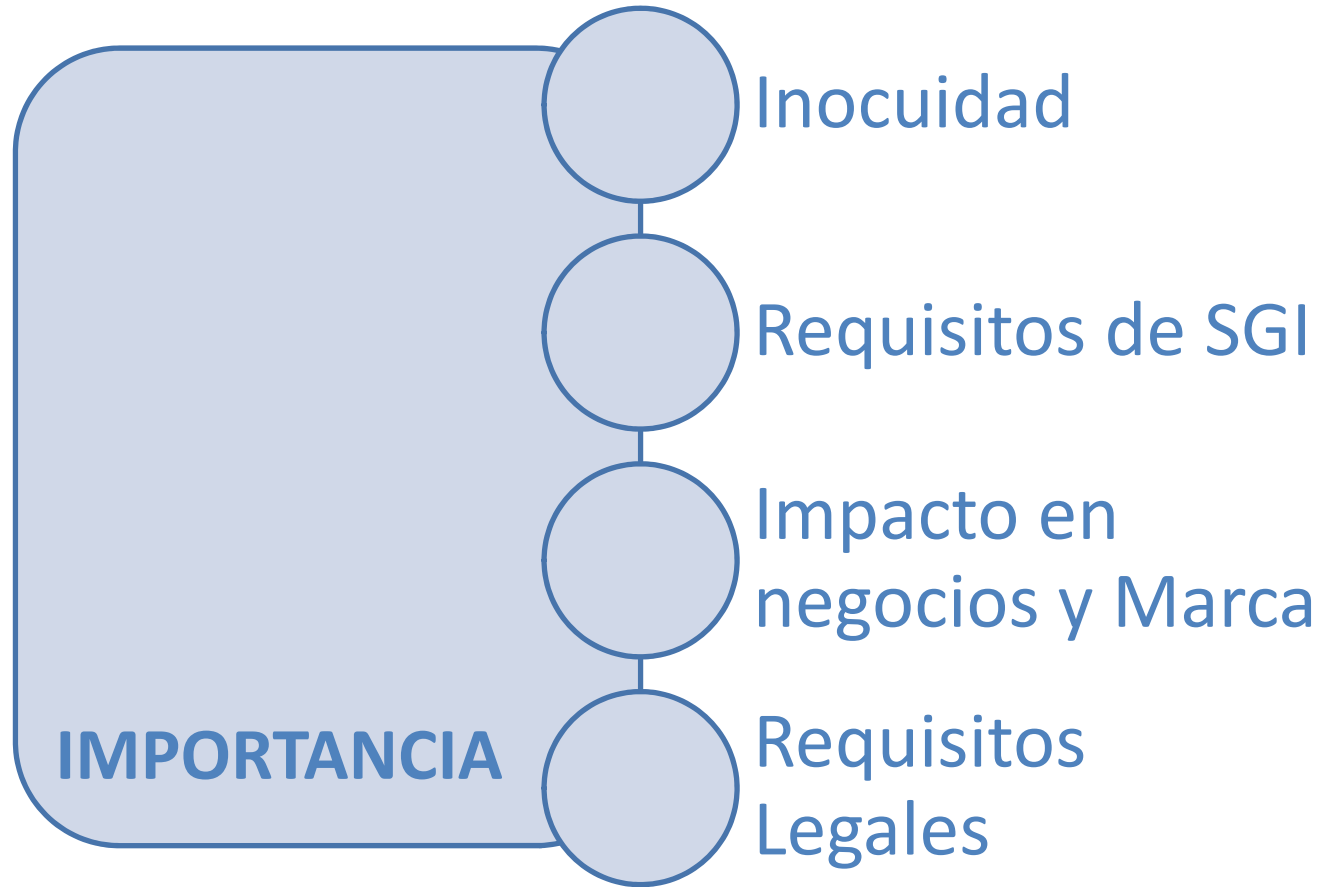 Inocuidad
Requisitos de SGI
Impacto en
negocios y Marca
IMPORTANCIA
Requisitos
Legales